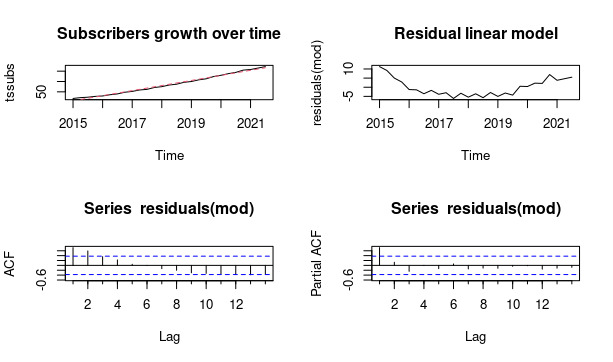 Subscribers growth over time
tssubs
50
2015 2017 2019 2021
Time
Residual linear model
residuals(mod)
10
-5
2015 2017 2019 2021
Time
Series residuals(mod)
ACF
-0.6
2 4 6 8 10 12
Lag
Series residuals(mod)
Partial ACF
-0.6
2 4 6 8 10 12
Lag